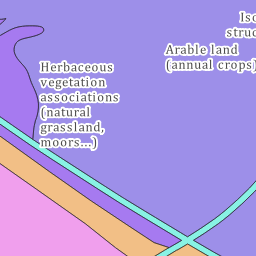 Arable land
(annual crops)
Herbaceous
vegetation
associations
(natural
grassland,
moors...)